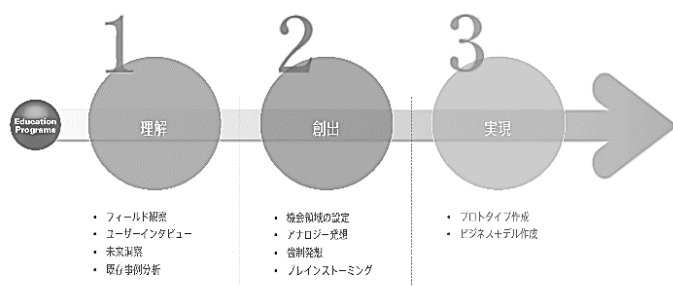 1
2
3
Education
Programs
理解
創出
実現
• フィールド観察
• ユーザーインタビュー
• 未来洞察
• 既存事例分析
• 機会領域の設定
• アナロジー発想
• 強制発想
• ブレインストーミング
• プロトタイプ作成
• ビジネスモデル作成